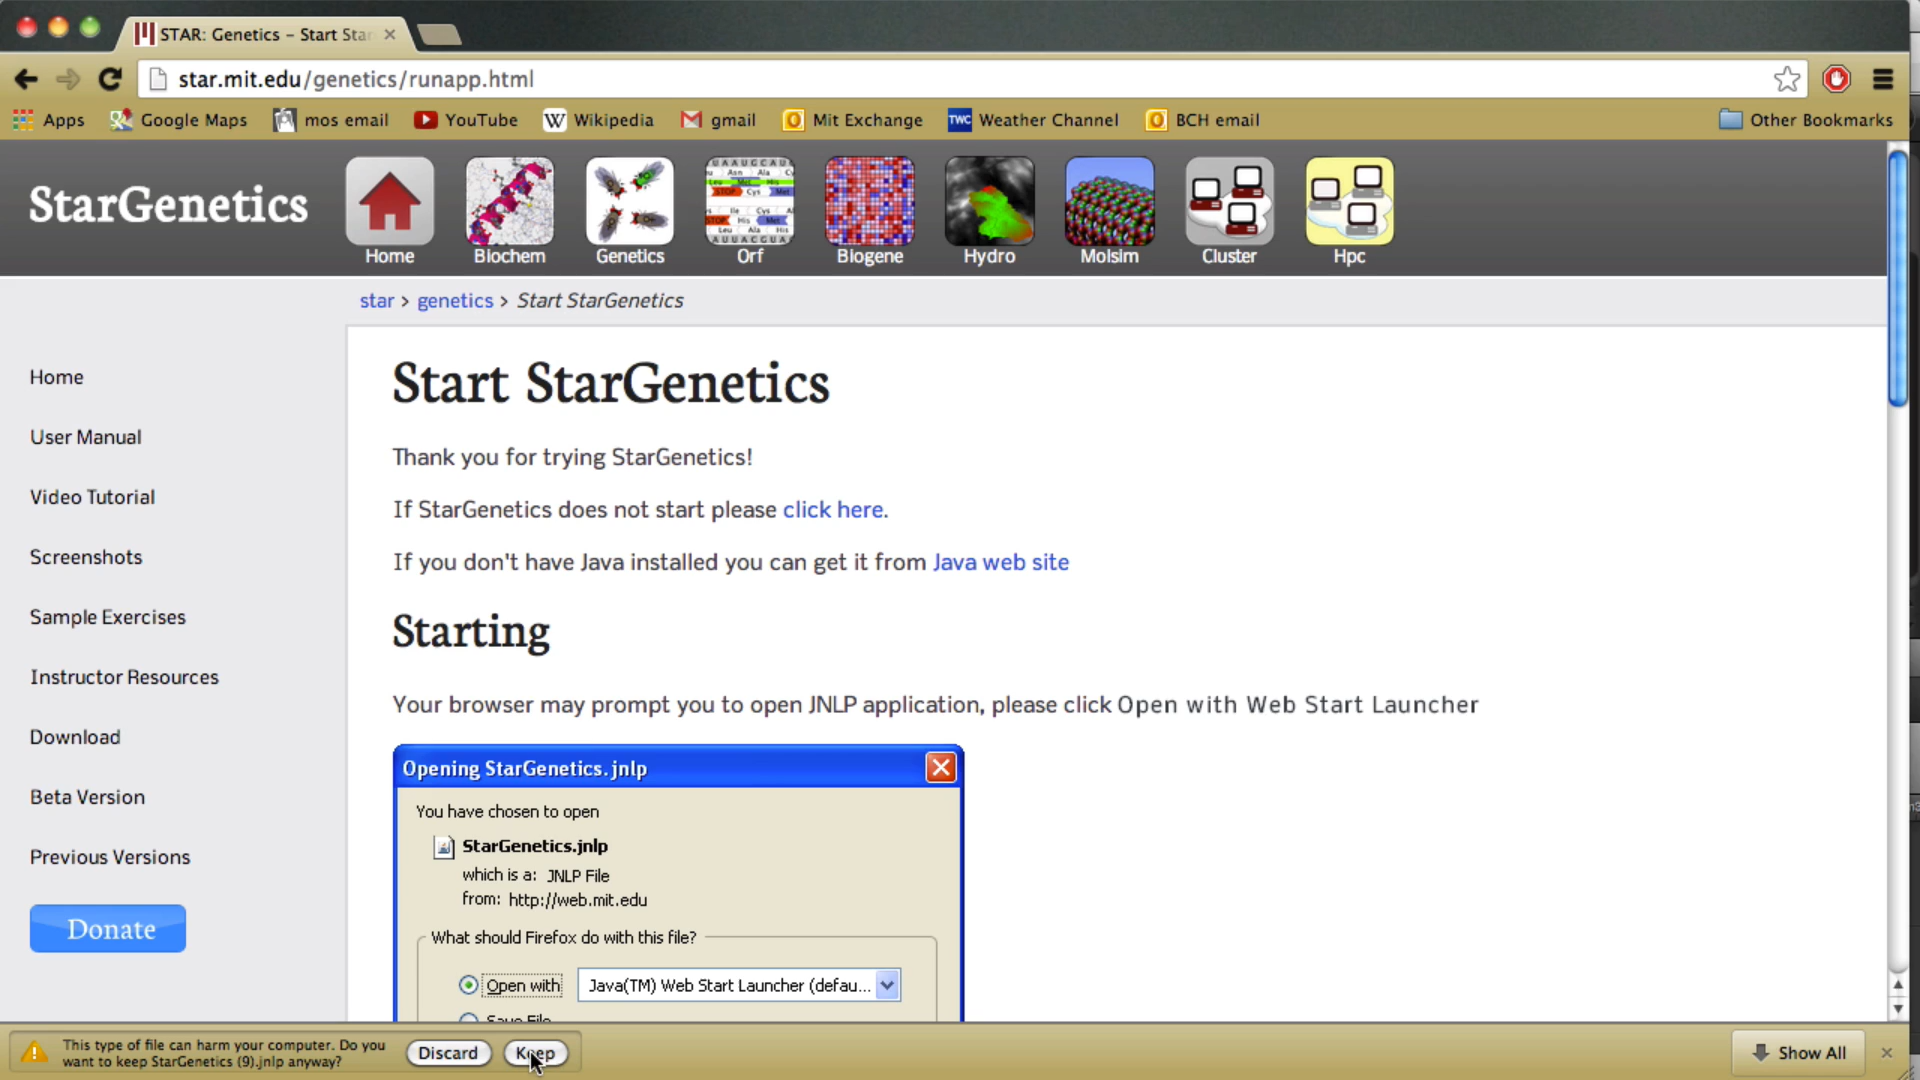 STAR: Genetics – Start Star
star.mit.edu/genetics/runapp.html
Apps Google Maps mos email YouTube Wikipedia gmail Mit Exchange Weather Channel BCH email Other Bookmarks
StarGenetics
Home Biochem Genetics Orf Biogene Hydro Molsim Cluster Hpc
star > genetics > Start StarGenetics
Home
User Manual
Video Tutorial
Screenshots
Sample Exercises
Instructor Resources
Download
Beta Version
Previous Versions
Donate
Start StarGenetics
Thank you for trying StarGenetics!
If StarGenetics does not start please click here.
If you don't have Java installed you can get it from Java web site
Starting
Your browser may prompt you to open JNLP application, please click Open with Web Start Launcher
Opening StarGenetics.jnlp
You have chosen to open
StarGenetics.jnlp
which is a: JNLP File
from: http://web.mit.edu
What should Firefox do with this file?
Open with Java(TM) Web Start Launcher (defau...
Save File
This type of file can harm your computer. Do you
want to keep StarGenetics (9).jnlp anyway?
Discard Keep
Show All